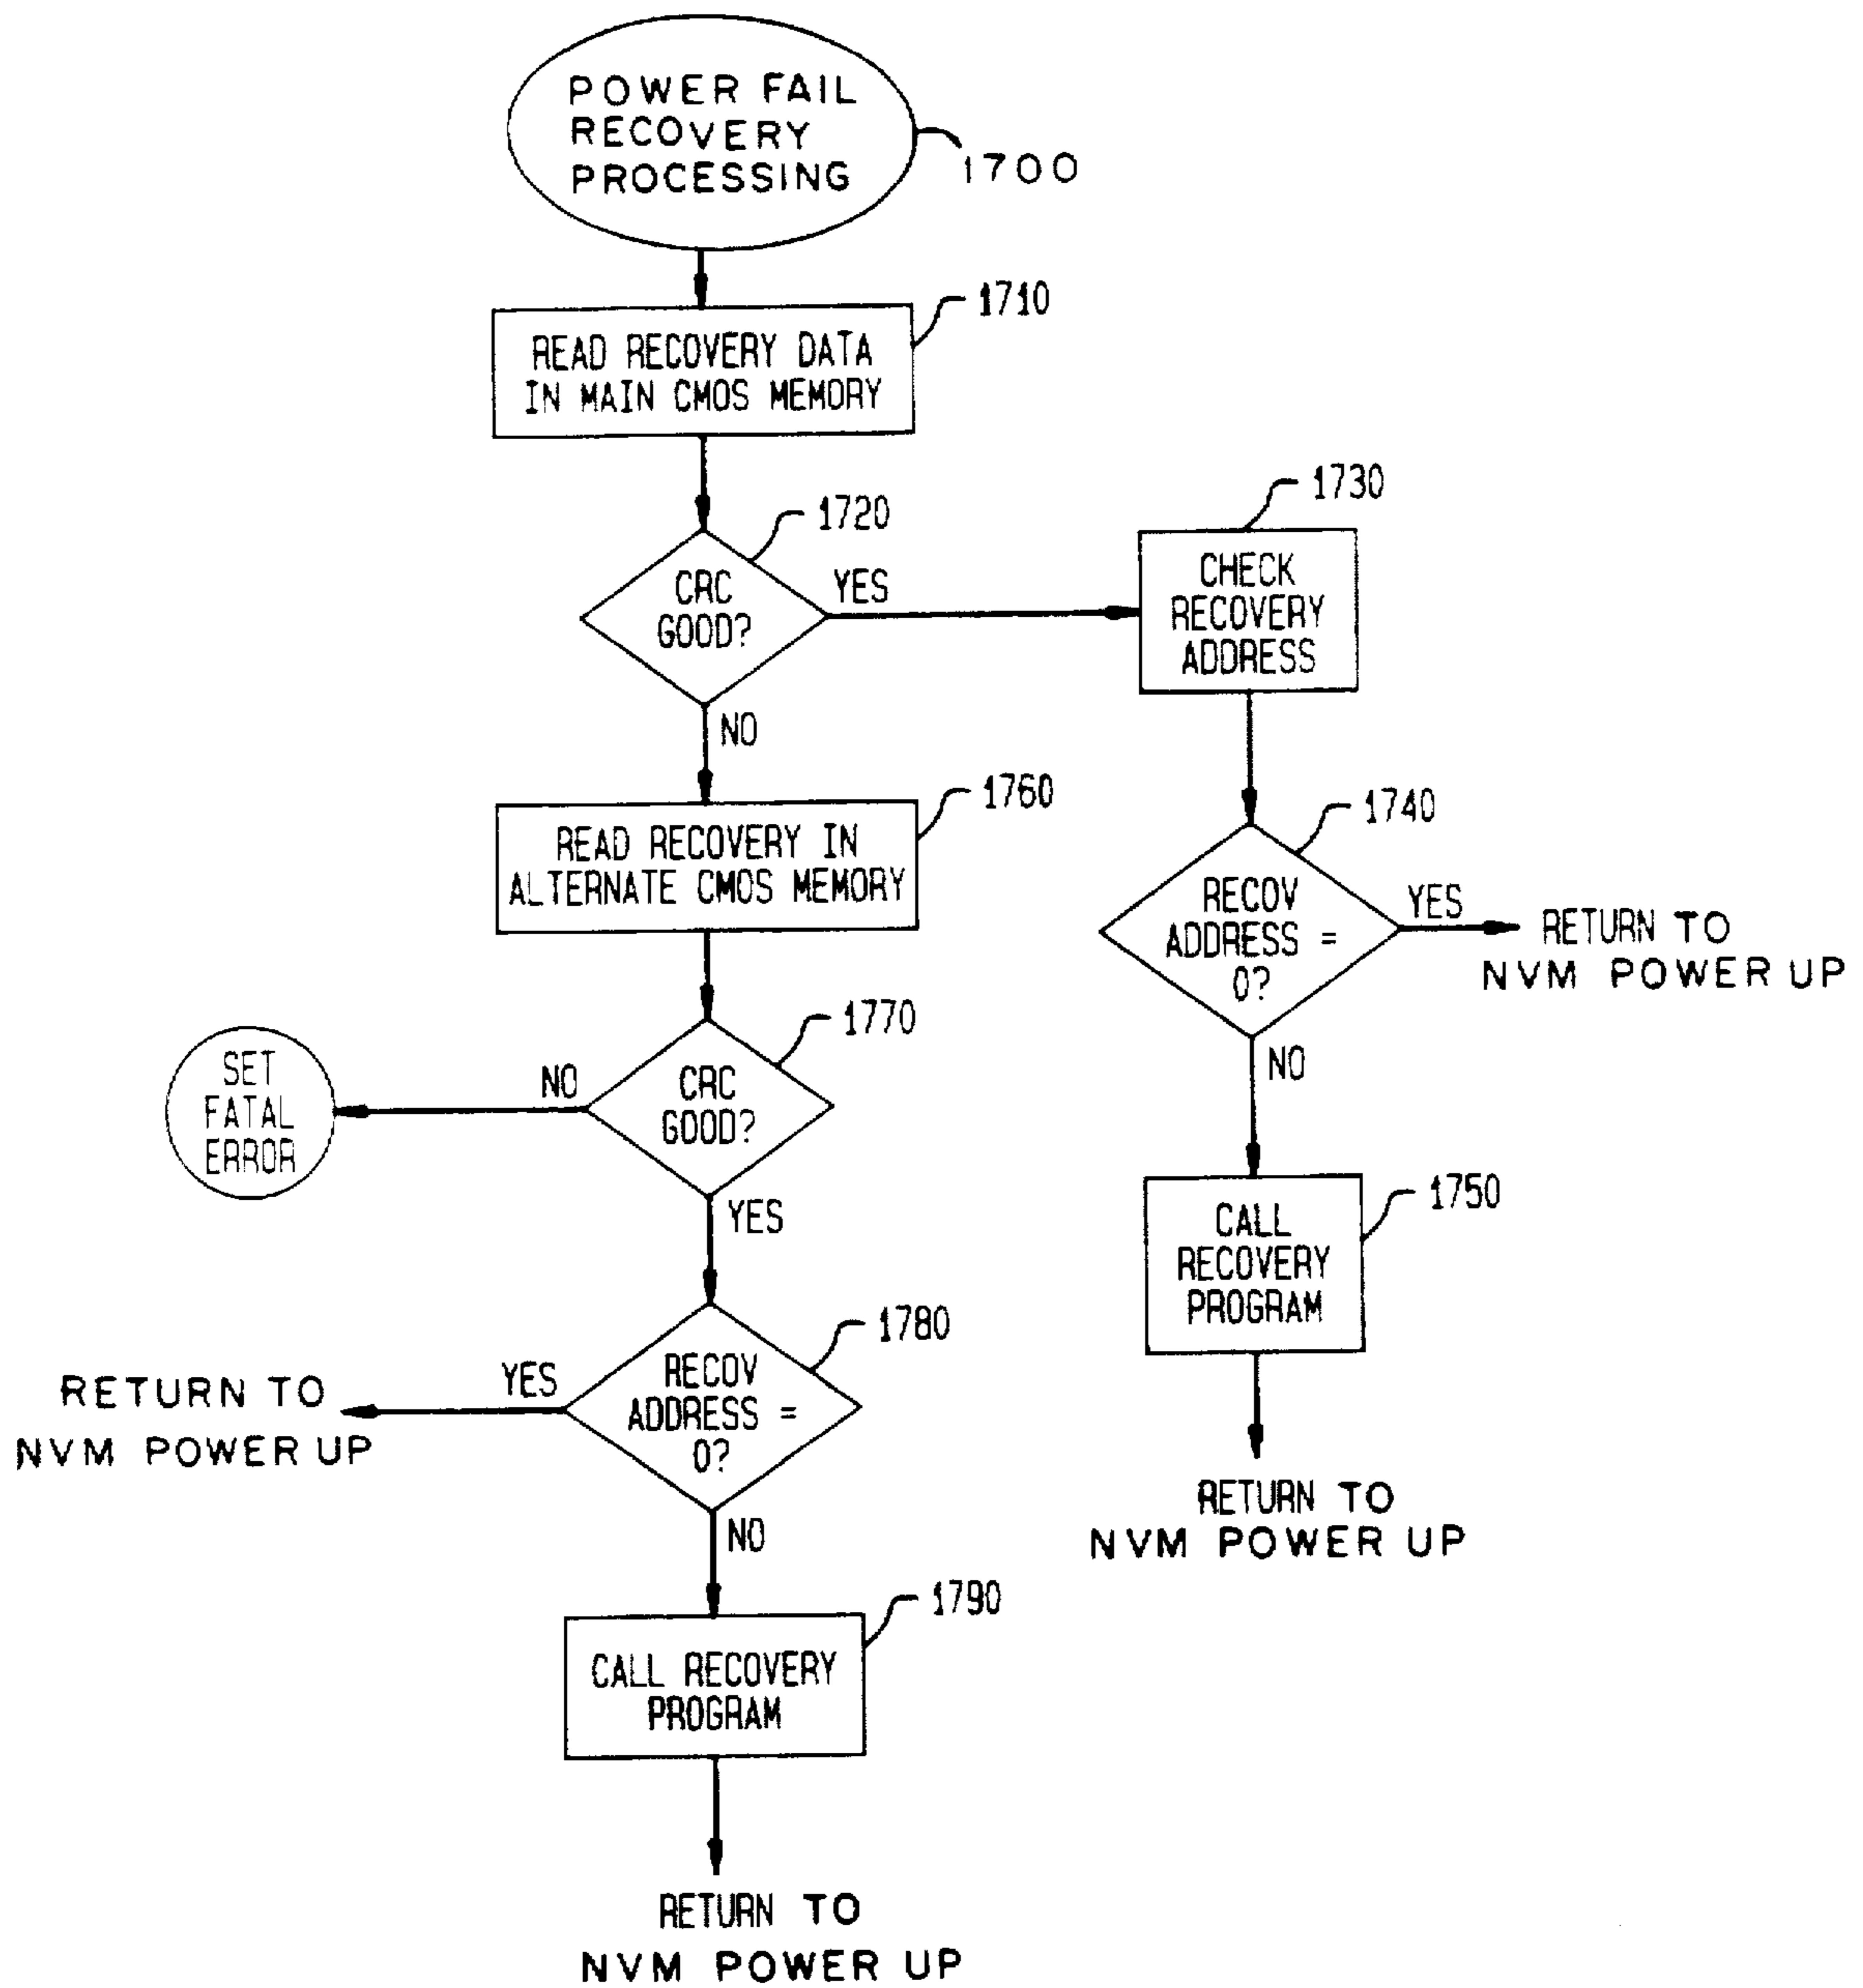 POWER FAIL
RECOVERY
PROCESSING
1700
1710
READ RECOVERY DATA
IN MAIN CMOS MEMORY
1720
CRC
GOOD?
YES
NO
1730
CHECK
RECOVERY
ADDRESS
1740
RECOV
ADDRESS =
0?
YES
RETURN TO
NVM POWER UP
NO
1750
CALL
RECOVERY
PROGRAM
RETURN TO
NVM POWER UP
1760
READ RECOVERY IN
ALTERNATE CMOS MEMORY
1770
CRC
GOOD?
NO
SET
FATAL
ERROR
YES
1780
RECOV
ADDRESS =
0?
YES
RETURN TO
NVM POWER UP
NO
1790
CALL RECOVERY
PROGRAM
RETURN TO
NVM POWER UP